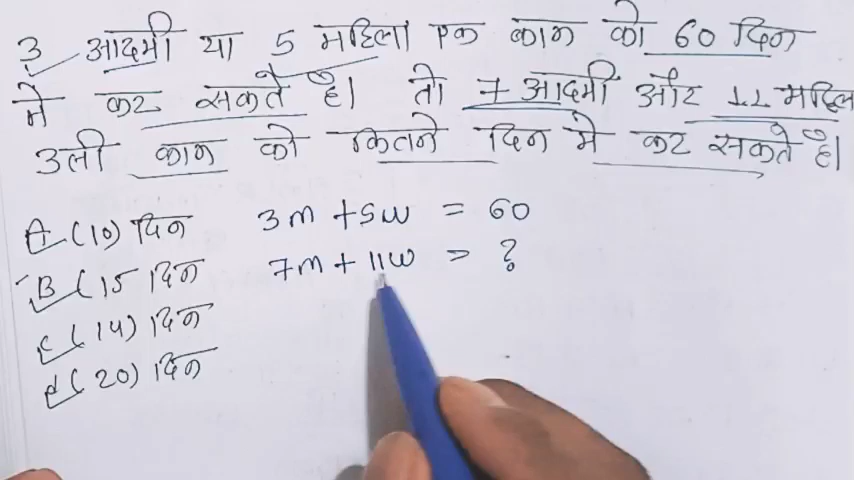 3 आदमी या 5 महिला एक काम को 60 दिन
मे कर सकते है। तो 7 आदमी और 11 महिल
उसी काम को कितने दिन मे कर सकते है।
A (10) दिन
B (15 दिन
C (14) दिन
d (20) दिन
3m + 5w = 60
7m + 11w = ?